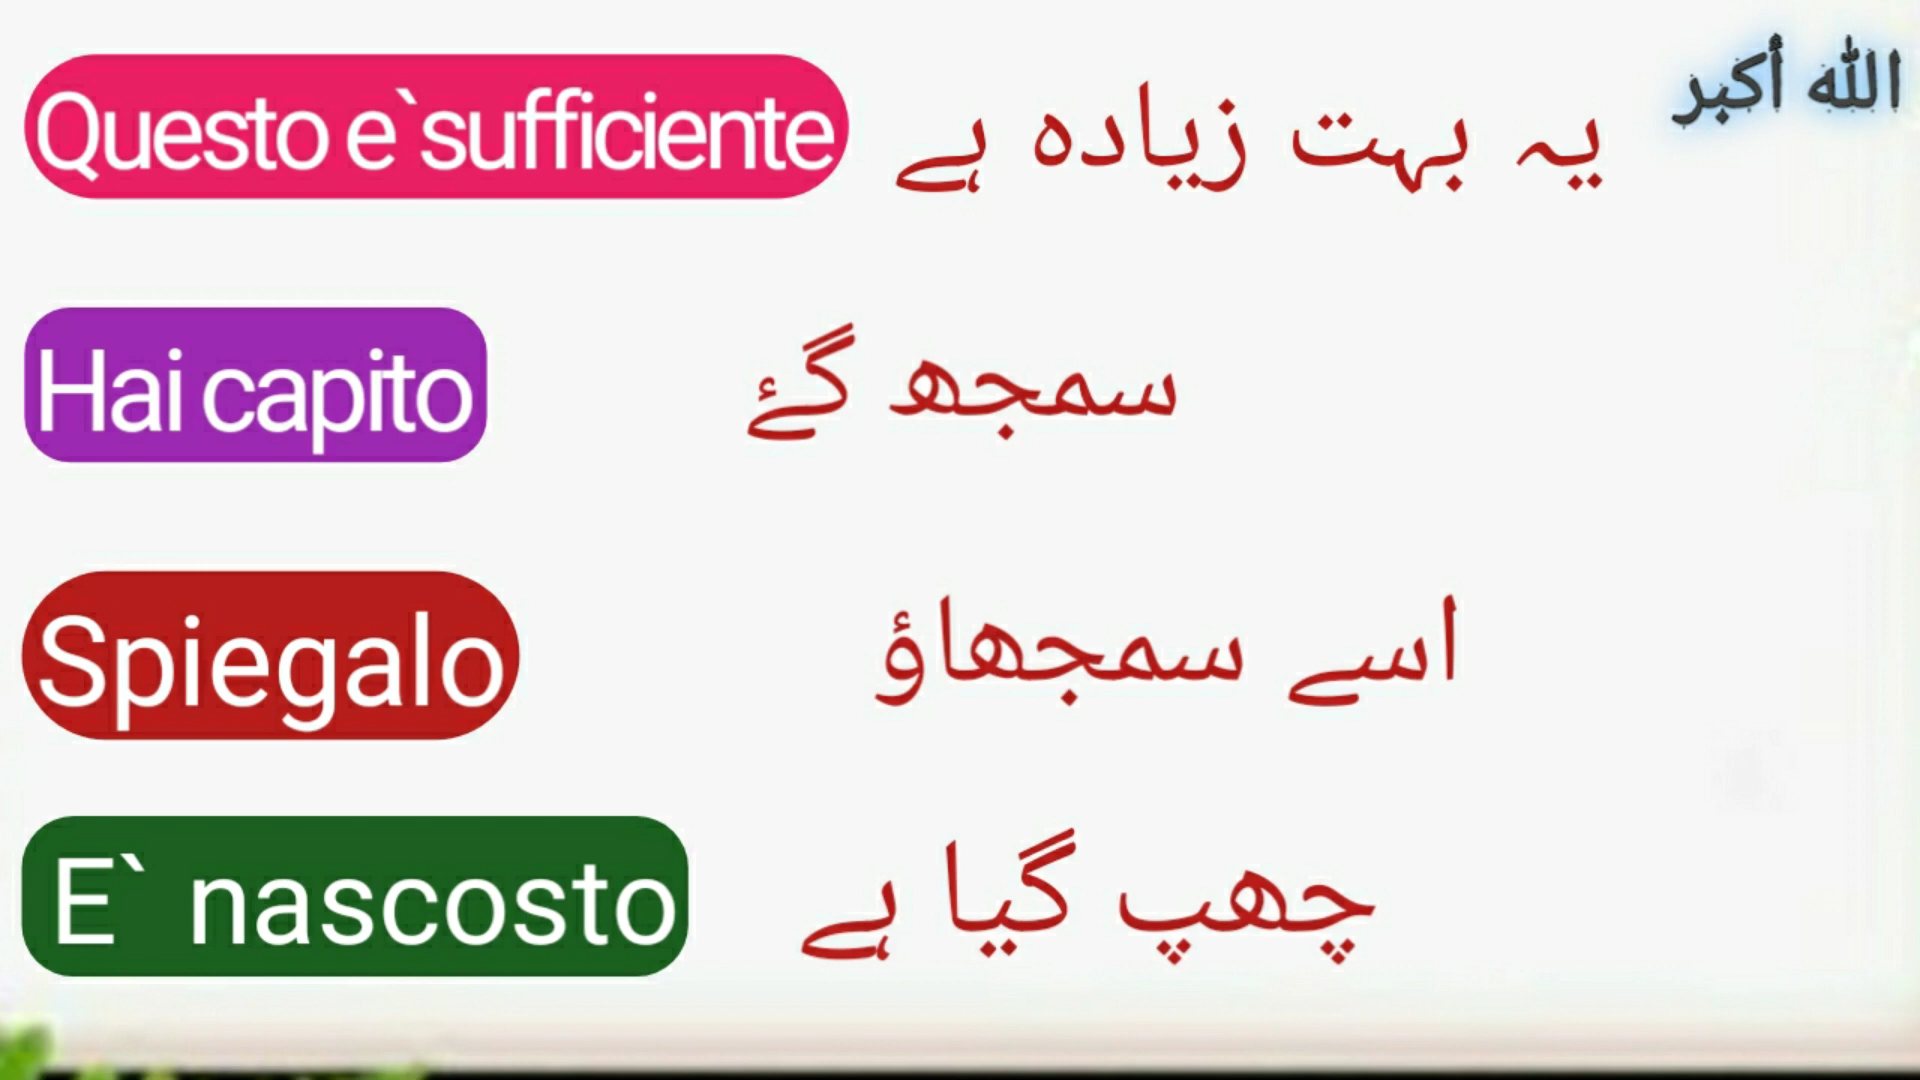 الله أكبر
Questo e`sufficiente یہ بہت زیادہ ہے
Hai capito سمجھ گئے
Spiegalo اسے سمجھاؤ
E` nascosto چھپ گیا ہے